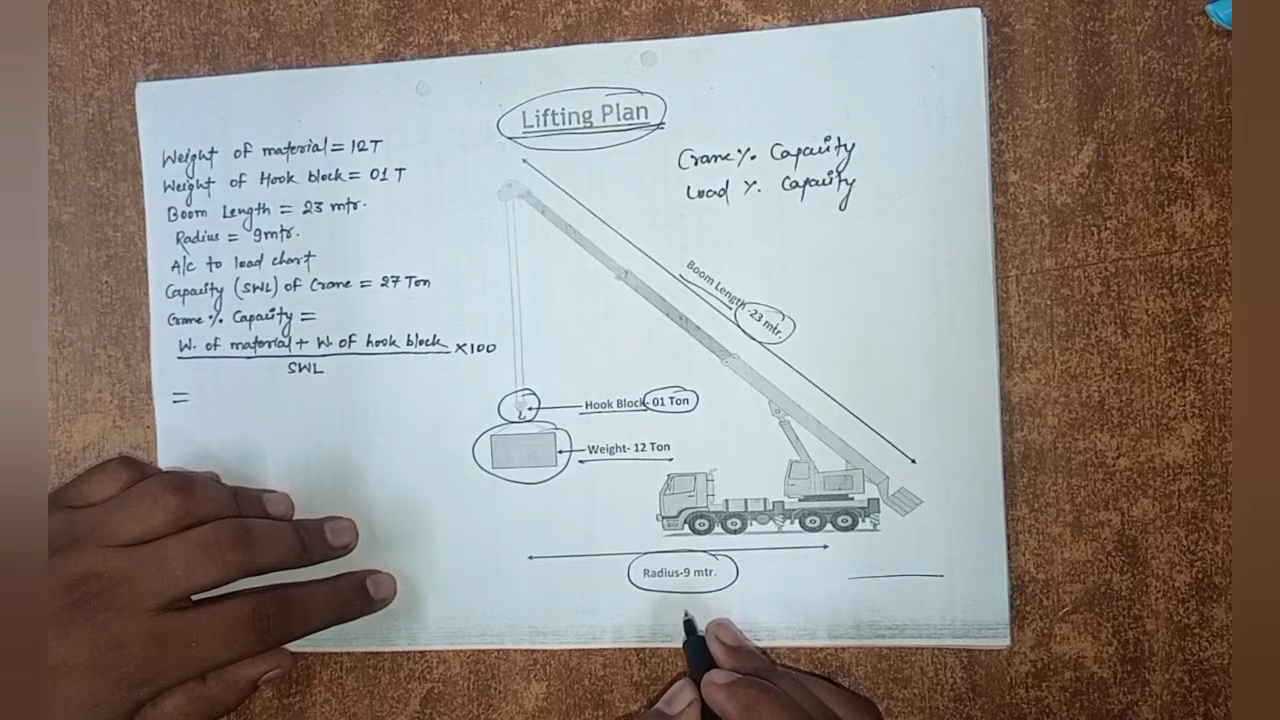 Lifting Plan
Weight of material = 12T
Weight of Hook block = 01 T
Boom Length = 23 mtr.
Radius = 9mtr.
A/c to load chart
Capacity (SWL) of Crane = 27 Ton
Crane % Capacity =
W. of material + W. of hook block ×100
SWL
=
Crane % Capacity
Load % Capacity
Boom Length -23 mtr.
Hook Block- 01 Ton
Weight- 12 Ton
Radius-9 mtr.